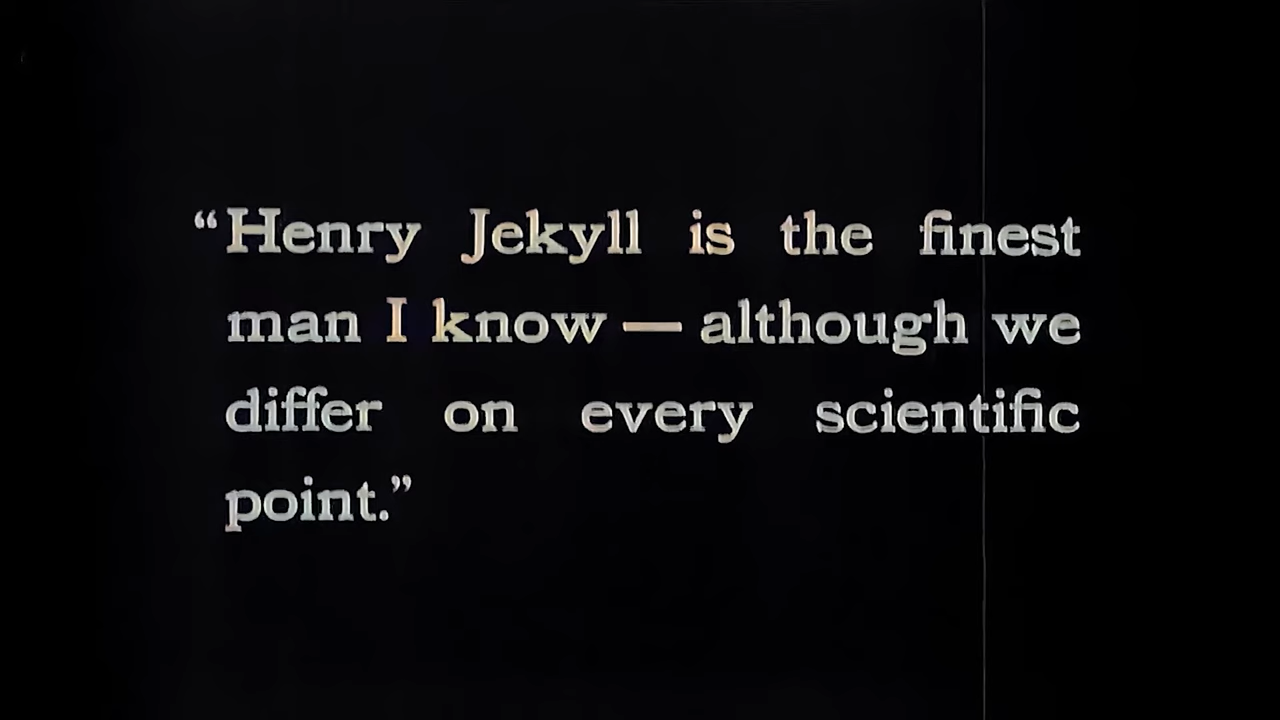 “Henry Jekyll is the finest
man I know — although we
differ on every scientific
point.”